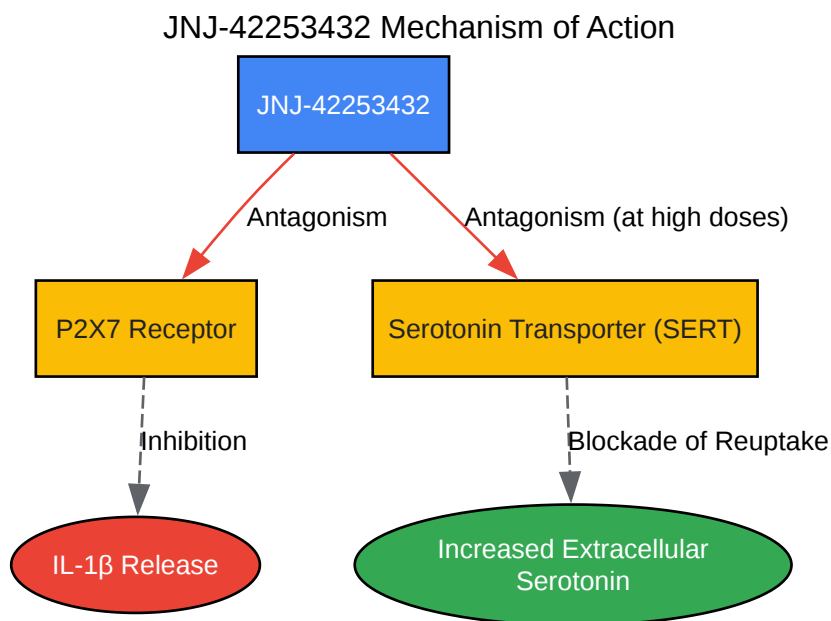 JNJ-42253432 Mechanism of Action
JNJ-42253432
Antagonism
Antagonism (at high doses)
P2X7 Receptor
Serotonin Transporter (SERT)
Inhibition
Blockade of Reuptake
IL-1β Release
Increased Extracellular
Serotonin